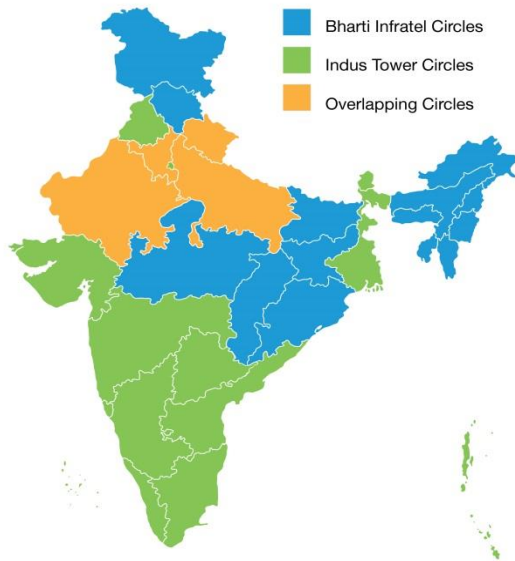 Bharti Infratel Circles
Indus Tower Circles
Overlapping Circles